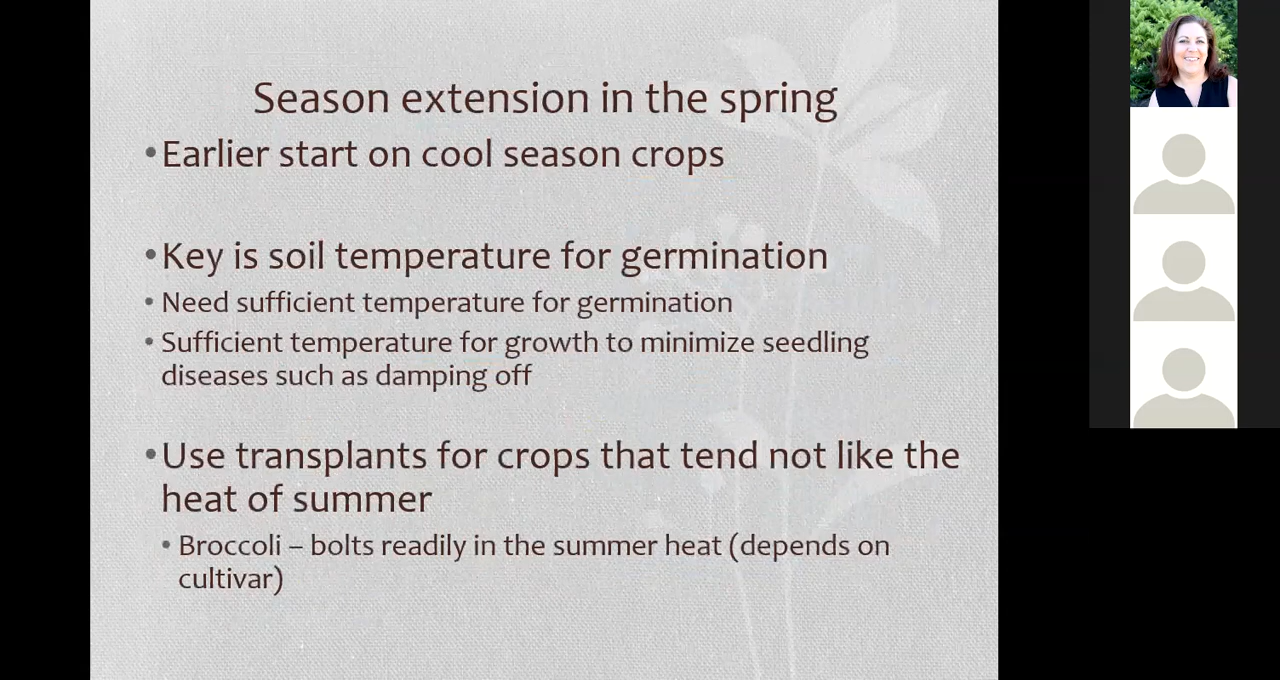 Season extension in the spring
• Earlier start on cool season crops
• Key is soil temperature for germination
• Need sufficient temperature for germination
• Sufficient temperature for growth to minimize seedling
diseases such as damping off
• Use transplants for crops that tend not like the
heat of summer
• Broccoli – bolts readily in the summer heat (depends on
cultivar)